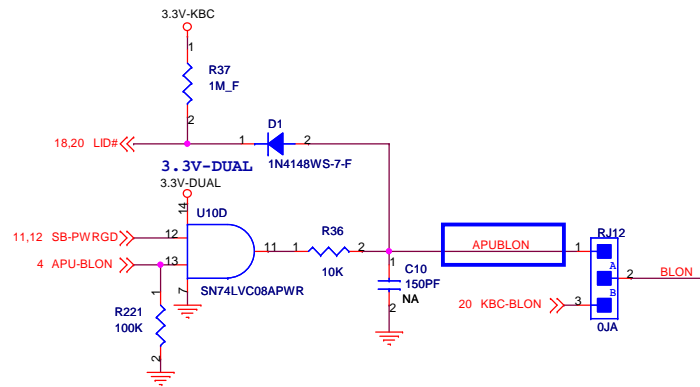 3.3V-KBC
1
R37
1M_F
2
D1
18,20 LID#
1
2
1N4148WS-7-F
3.3V-DUAL
3.3V-DUAL
14
U10D
11,12 SB-PWRGD
12
11
1
R36
2
APUBLON
RJ12
1
4 APU-BLON
13
10K
1
C10
150PF
NA
A
2
BLON
7
SN74LVC08APWR
B
1
R221
100K
2
2
20 KBC-BLON
3
0JA